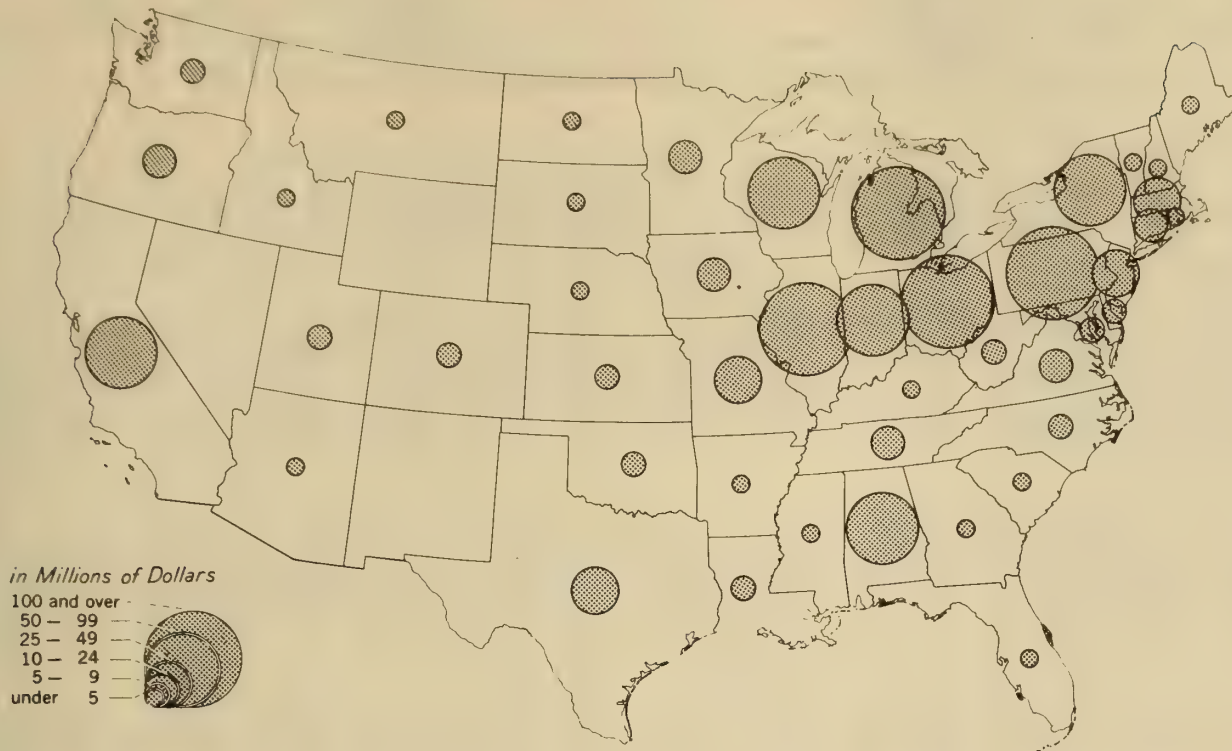 in Millions of Dollars
100 and over
50 – 99
25 – 49
10 – 24
5 – 9
under 5